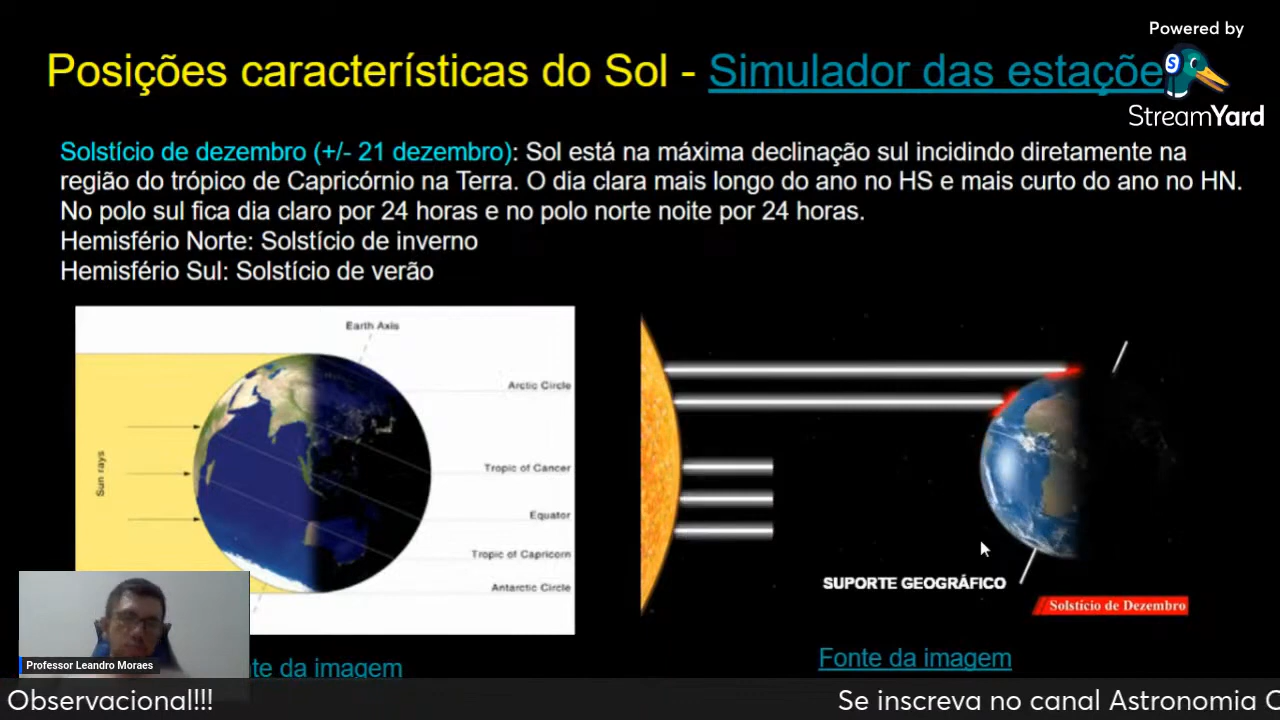 Powered by
StreamYard
Posições características do Sol - Simulador das estaçõe
Solstício de dezembro (+/- 21 dezembro): Sol está na máxima declinação sul incidindo diretamente na
região do trópico de Capricórnio na Terra. O dia clara mais longo do ano no HS e mais curto do ano no HN.
No polo sul fica dia claro por 24 horas e no polo norte noite por 24 horas.
Hemisfério Norte: Solstício de inverno
Hemisfério Sul: Solstício de verão
Earth Axis
Arctic Circle
Sun rays
Tropic of Cancer
Equator
Tropic of Capricorn
Antarctic Circle
SUPORTE GEOGRÁFICO
Solstício de Dezembro
Professor Leandro Moraes
te da imagem
Fonte da imagem
Observacional!!!
Se inscreva no canal Astronomia